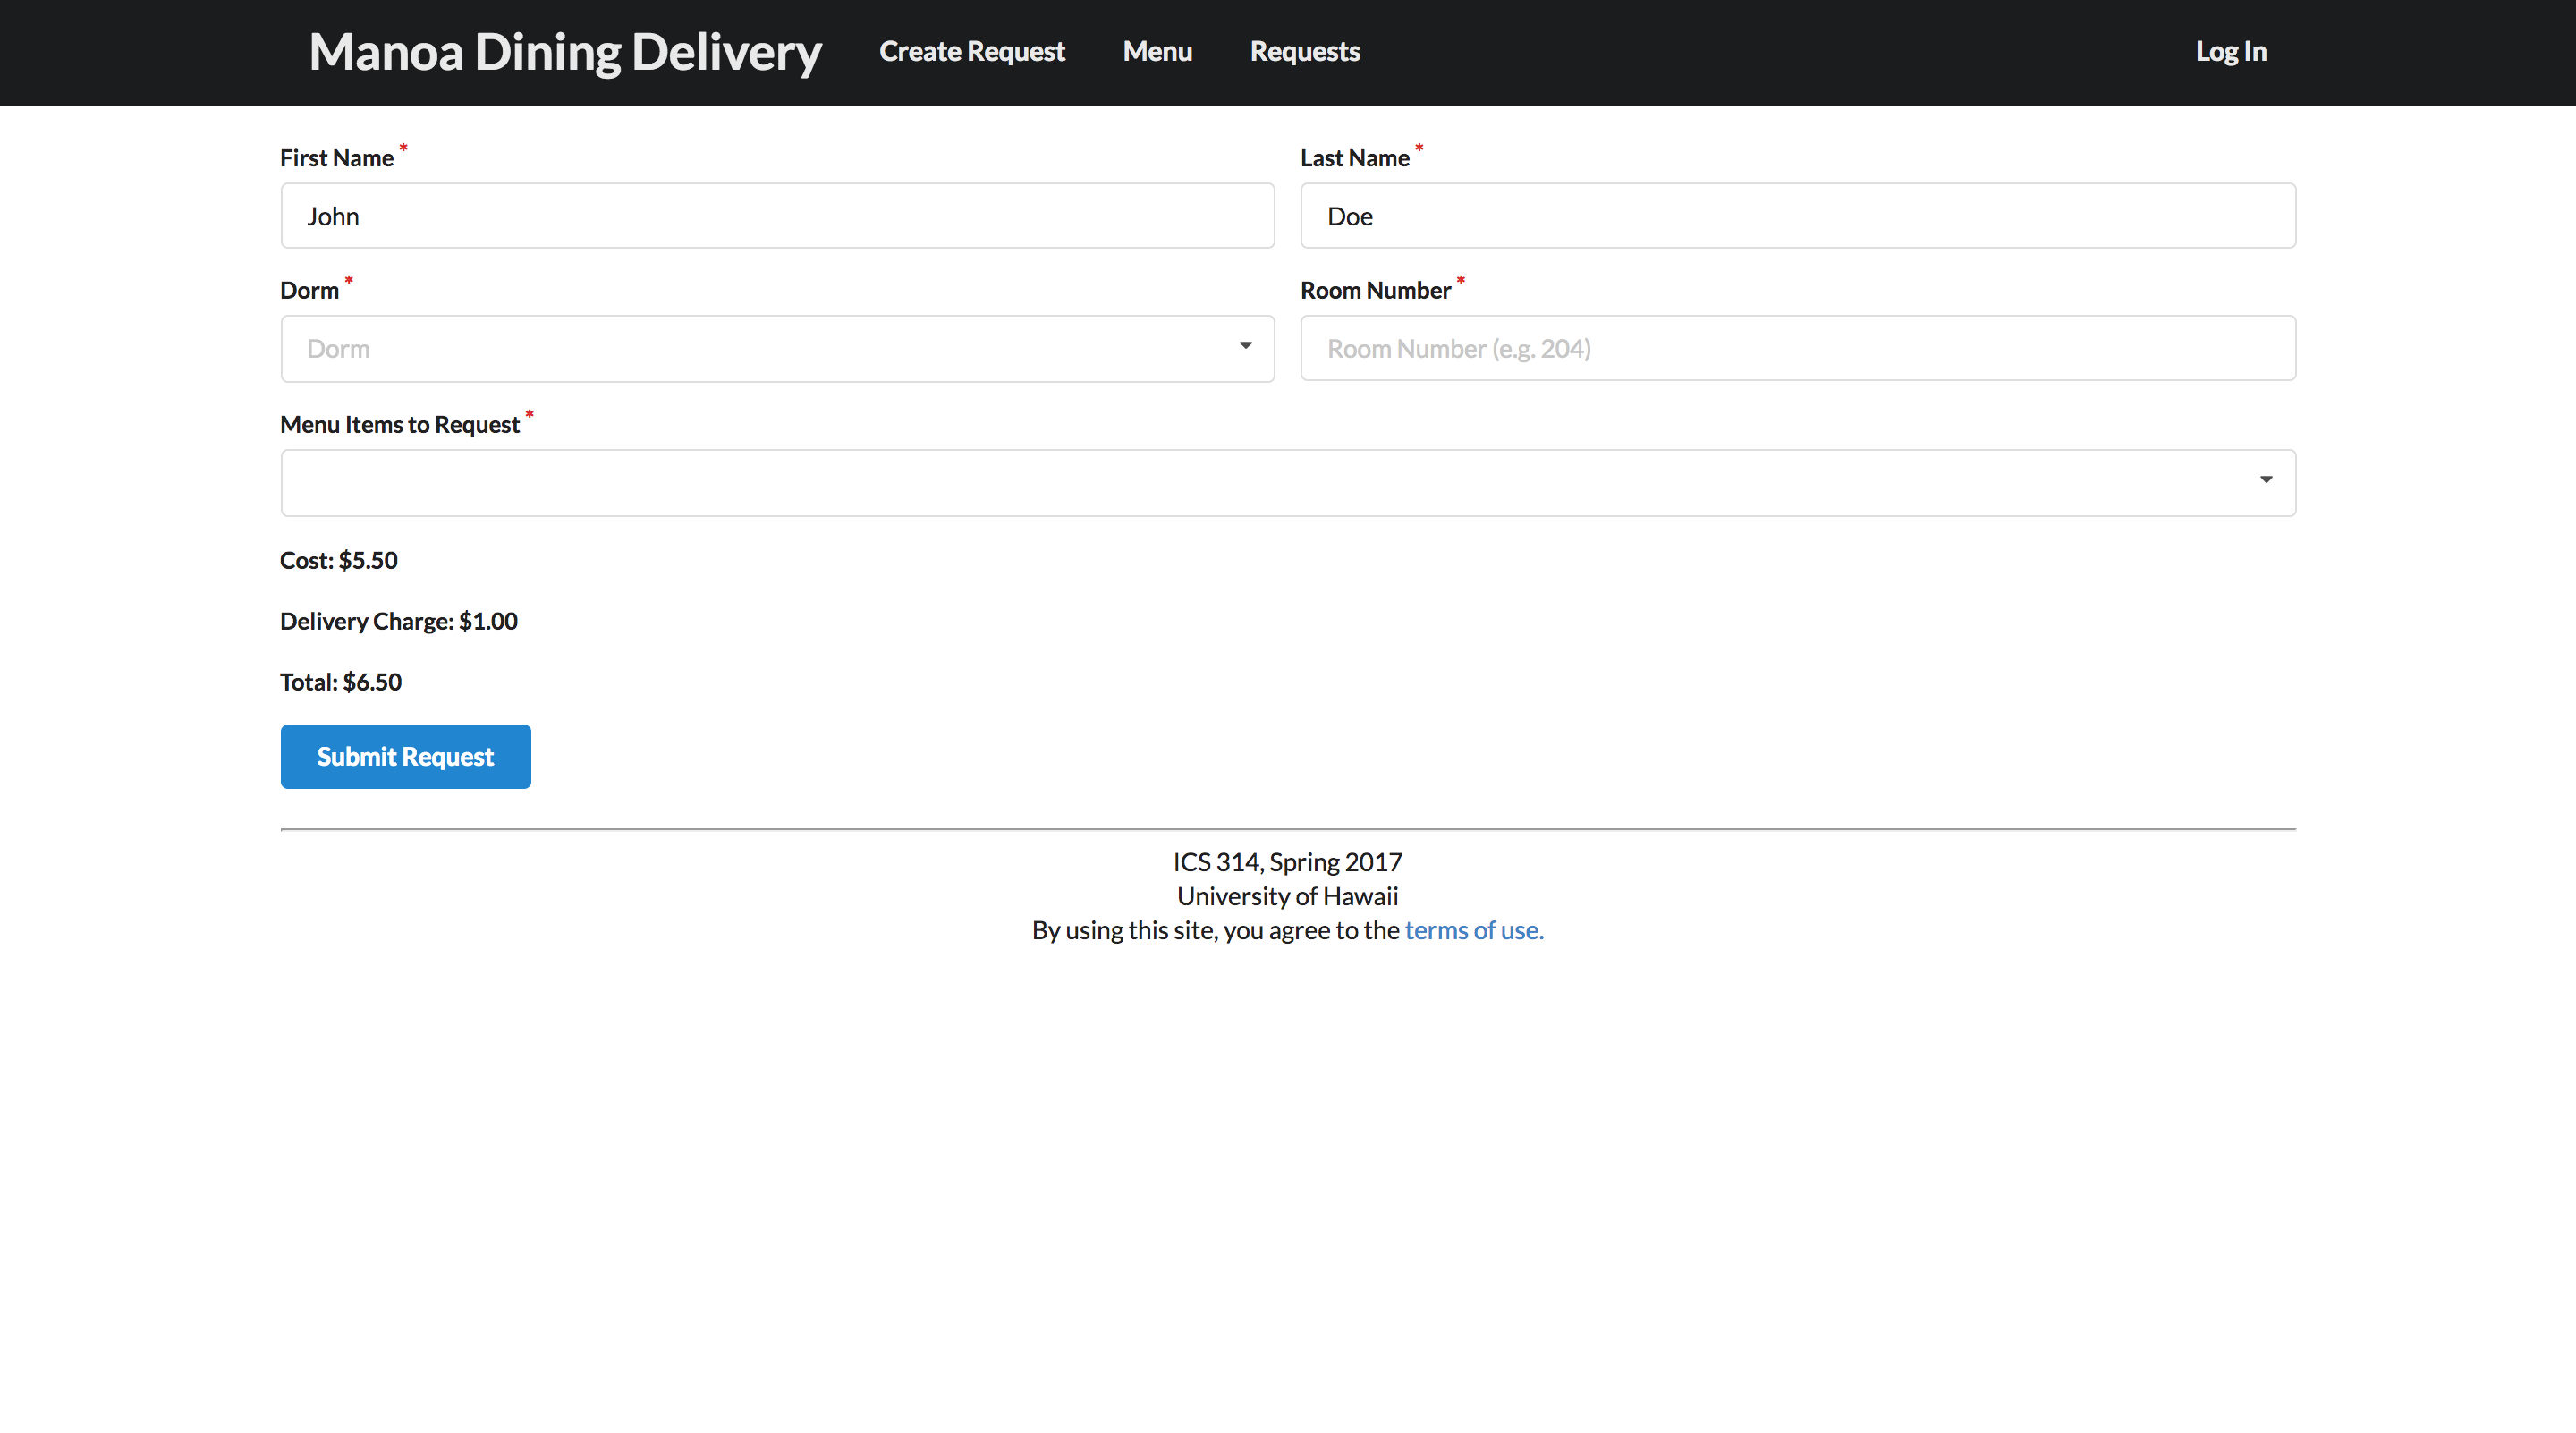 Manoa Dining Delivery Create Request Menu Requests Log In
First Name * Last Name *
John Doe
Dorm * Room Number *
Dorm Room Number (e.g. 204)
Menu Items to Request *
Cost: $5.50
Delivery Charge: $1.00
Total: $6.50
Submit Request
ICS 314, Spring 2017
University of Hawaii
By using this site, you agree to the terms of use.